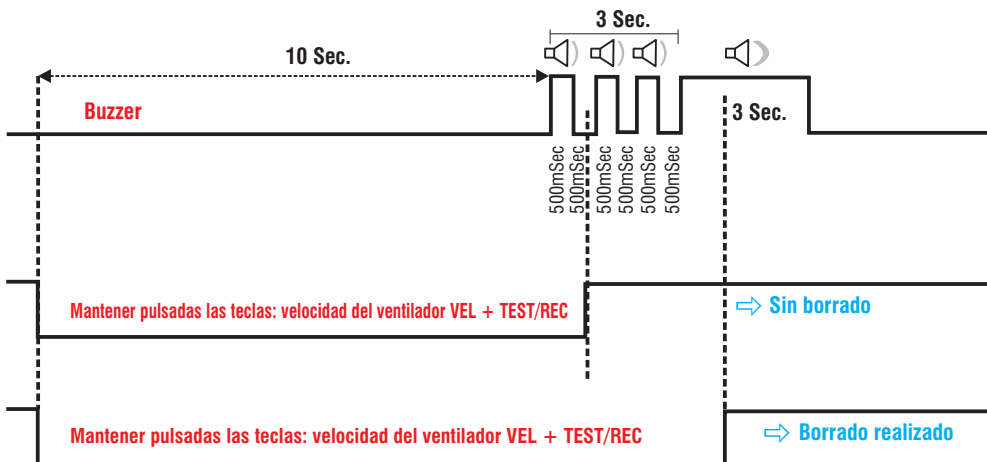 3 Sec.
10 Sec.
Buzzer
3 Sec.
500mSec
500mSec
500mSec
500mSec
500mSec
500mSec
Mantener pulsadas las teclas: velocidad del ventilador VEL + TEST/REC
Sin borrado
Mantener pulsadas las teclas: velocidad del ventilador VEL + TEST/REC
Borrado realizado